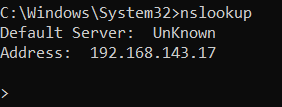 C:\Windows\System32>nslookup
Default Server:  UnKnown
Address:  192.168.143.17
>